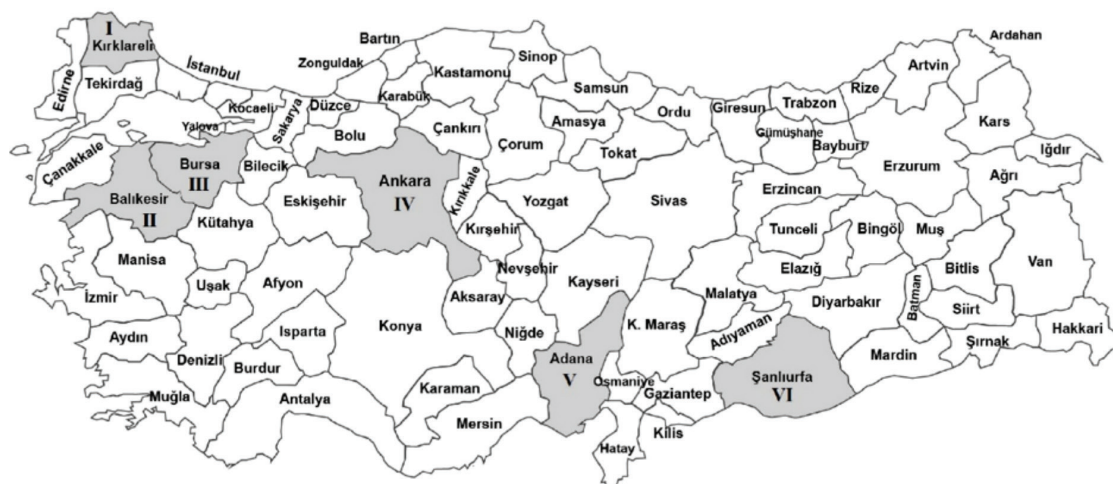 I
Kırklareli
Edirne
Tekirdağ
İstanbul
Kocaeli
Yalova
Sakarya
Düzce
Zonguldak
Bartın
Karabük
Kastamonu
Sinop
Samsun
Ordu
Giresun
Trabzon
Rize
Artvin
Ardahan
Kars
Iğdır
Ağrı
Erzurum
Bayburt
Gümüşhane
Amasya
Tokat
Çorum
Çankırı
Bolu
Bilecik
Bursa
III
Çanakkale
Balıkesir
II
Kütahya
Eskişehir
Ankara
IV
Kırıkkale
Kırşehir
Yozgat
Sivas
Erzincan
Tunceli
Bingöl
Muş
Bitlis
Van
Manisa
Uşak
Afyon
İzmir
Aydın
Denizli
Isparta
Burdur
Muğla
Antalya
Konya
Aksaray
Nevşehir
Kayseri
Niğde
Karaman
Mersin
Adana
V
K. Maraş
Malatya
Elazığ
Diyarbakır
Batman
Siirt
Hakkari
Şırnak
Mardin
Adıyaman
Şanlıurfa
VI
Gaziantep
Osmaniye
Kilis
Hatay